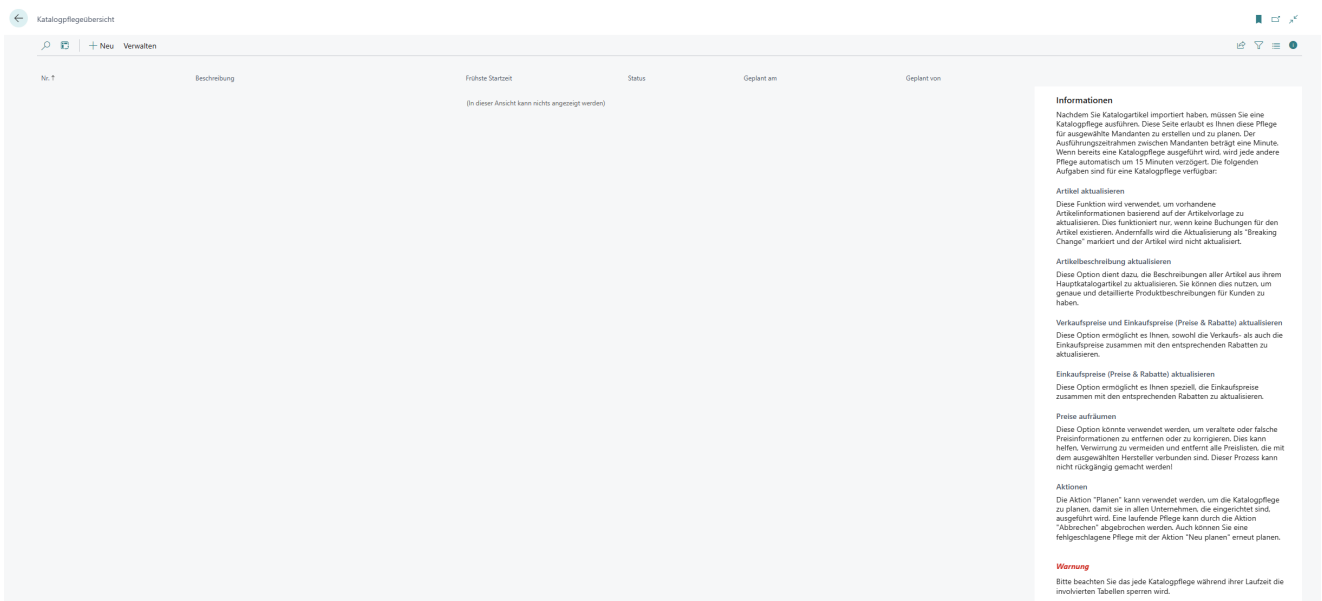 Katalogpflegeübersicht
Neu Verwalten
Nr. ↑ Beschreibung Frühste Startzeit Status Geplant am Geplant von
(In dieser Ansicht kann nichts angezeigt werden)
Informationen
Nachdem Sie Katalogartikel importiert haben, müssen Sie eine
Katalogpflege ausführen. Diese Seite erlaubt es Ihnen diese Pflege
für ausgewählte Mandanten zu erstellen und zu planen. Der
Ausführungszeitrahmen zwischen Mandanten beträgt eine Minute.
Wenn bereits eine Katalogpflege ausgeführt wird, wird jede andere
Pflege automatisch um 15 Minuten verzögert. Die folgenden
Aufgaben sind für eine Katalogpflege verfügbar:
Artikel aktualisieren
Diese Funktion wird verwendet, um vorhandene
Artikelinformationen basierend auf der Artikelvorlage zu
aktualisieren. Dies funktioniert nur, wenn keine Buchungen für den
Artikel existieren. Andernfalls wird die Aktualisierung als "Breaking
Change" markiert und der Artikel wird nicht aktualisiert.
Artikelbeschreibung aktualisieren
Diese Option dient dazu, die Beschreibungen aller Artikel aus ihrem
Hauptkatalogartikel zu aktualisieren. Sie können dies nutzen, um
genaue und detaillierte Produktbeschreibungen für Kunden zu
haben.
Verkaufspreise und Einkaufspreise (Preise & Rabatte) aktualisieren
Diese Option ermöglicht es Ihnen, sowohl die Verkaufs- als auch die
Einkaufspreise zusammen mit den entsprechenden Rabatten zu
aktualisieren.
Einkaufspreise (Preise & Rabatte) aktualisieren
Diese Option ermöglicht es Ihnen speziell, die Einkaufspreise
zusammen mit den entsprechenden Rabatten zu aktualisieren.
Preise aufräumen
Diese Option könnte verwendet werden, um veraltete oder falsche
Preisinformationen zu entfernen oder zu korrigieren. Dies kann
helfen, Verwirrung zu vermeiden und entfernt alle Preislisten, die mit
dem ausgewählten Hersteller verbunden sind. Dieser Prozess kann
nicht rückgängig gemacht werden!
Aktionen
Die Aktion "Planen" kann verwendet werden, um die Katalogpflege
zu planen, damit sie in allen Unternehmen, die eingerichtet sind,
ausgeführt wird. Eine laufende Pflege kann durch die Aktion
"Abbrechen" abgebrochen werden. Auch können Sie eine
fehlgeschlagene Pflege mit der Aktion "Neu planen" erneut planen.
Warnung
Bitte beachten Sie das jede Katalogpflege während ihrer Laufzeit die
involvierten Tabellen sperren wird.